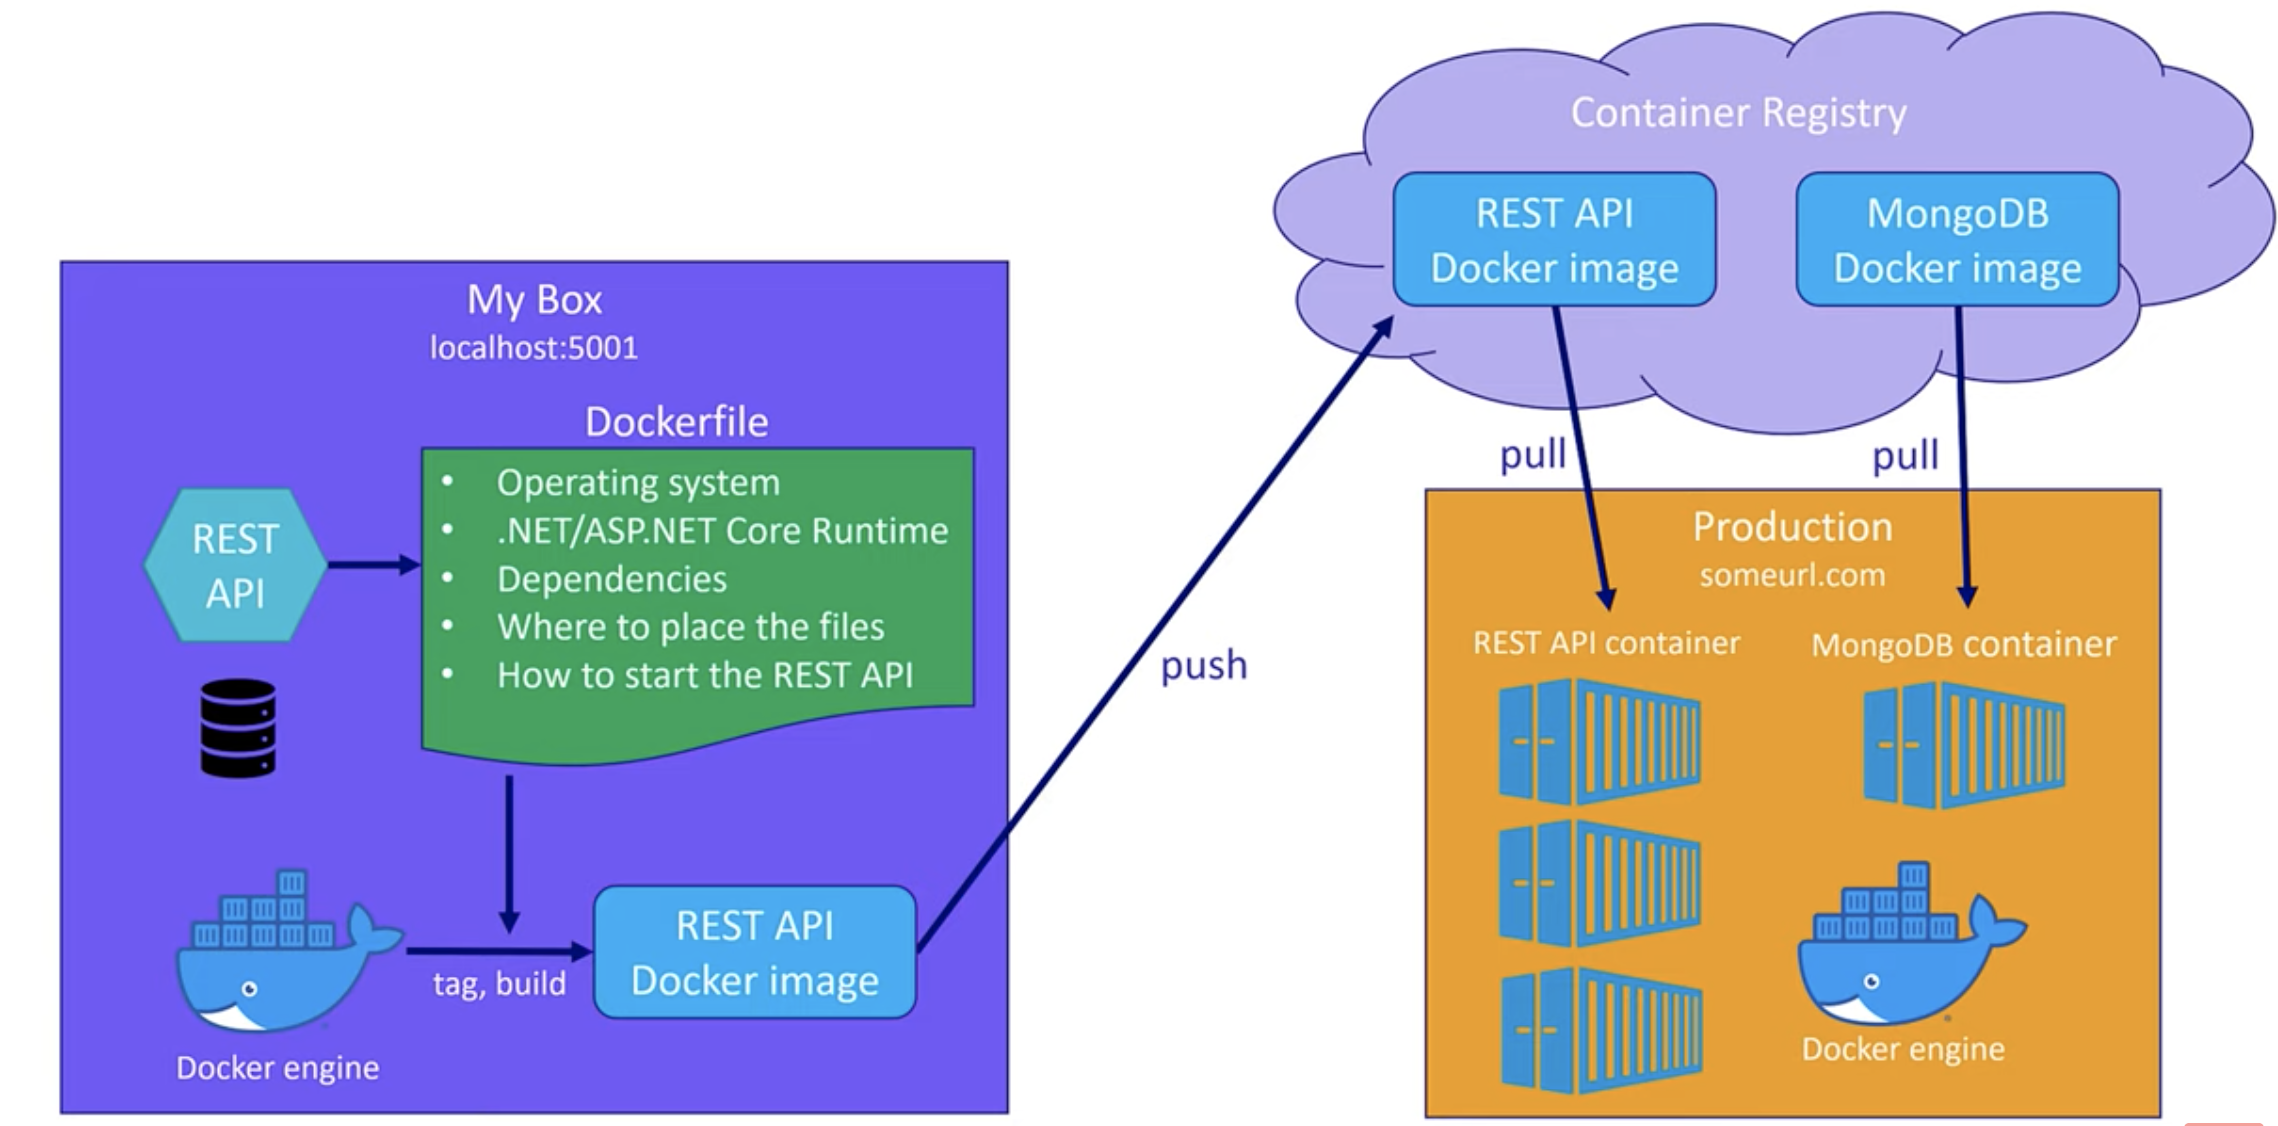 My Box
localhost:5001
Dockerfile
• Operating system
• .NET/ASP.NET Core Runtime
• Dependencies
• Where to place the files
• How to start the REST API
REST
API
Docker engine
tag, build
REST API
Docker image
push
Container Registry
REST API
Docker image
MongoDB
Docker image
pull
pull
Production
someurl.com
REST API container
MongoDB container
Docker engine